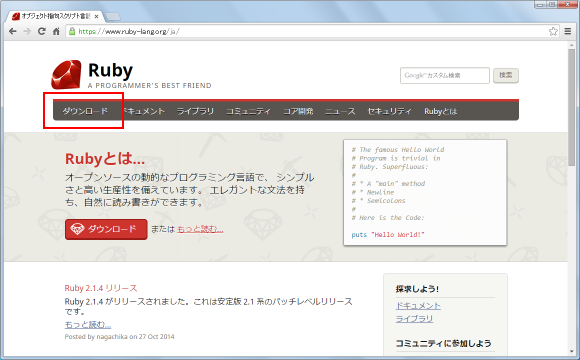 オブジェクト指向スクリプト言語
https://www.ruby-lang.org/ja/
Ruby
A PROGRAMMER'S BEST FRIEND
Google カスタム検索
検索
ダウンロード ドキュメント ライブラリ コミュニティ コア開発 ニュース セキュリティ Rubyとは
Rubyとは...
オープンソースの動的なプログラミング言語で、 シンプル
さと高い生産性を備えています。 エレガントな文法を持
ち、自然に読み書きができます。
ダウンロード または もっと読む...
# The famous Hello World
# Program is trivial in
# Ruby. Superfluous:
#
# * A "main" method
# * Newline
# * Semicolons
#
# Here is the Code:
puts "Hello World!"
Ruby 2.1.4 リリース
Ruby 2.1.4 がリリースされました。これは安定版 2.1 系のパッチレベルリリース
です。
もっと読む...
Posted by nagachika on 27 Oct 2014
探求しよう!
ドキュメント
ライブラリ
コミュニティに参加しよう